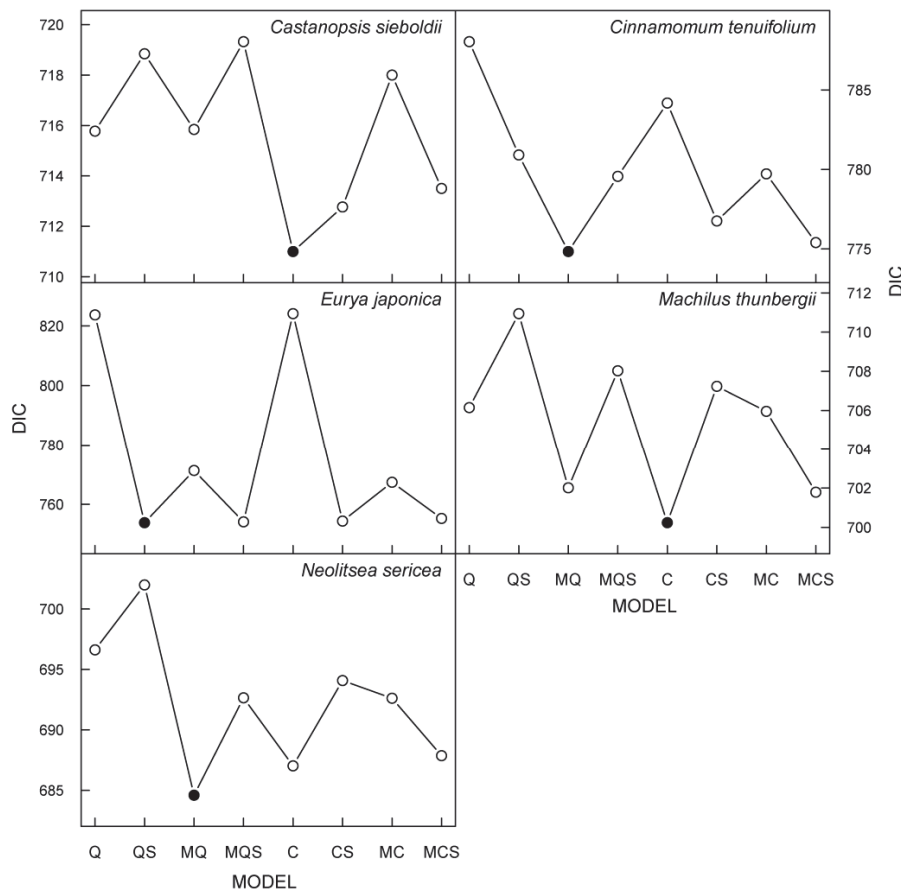 Castanopsis sieboldii
720
718
716
714
712
710
Cinnamomum tenuifolium
785
780
775
DIC
Eurya japonica
820
800
780
760
DIC
Machilus thunbergii
712
710
708
706
704
702
700
Q QS MQ MQS C CS MC MCS
MODEL
Neolitsea sericea
700
695
690
685
Q QS MQ MQS C CS MC MCS
MODEL